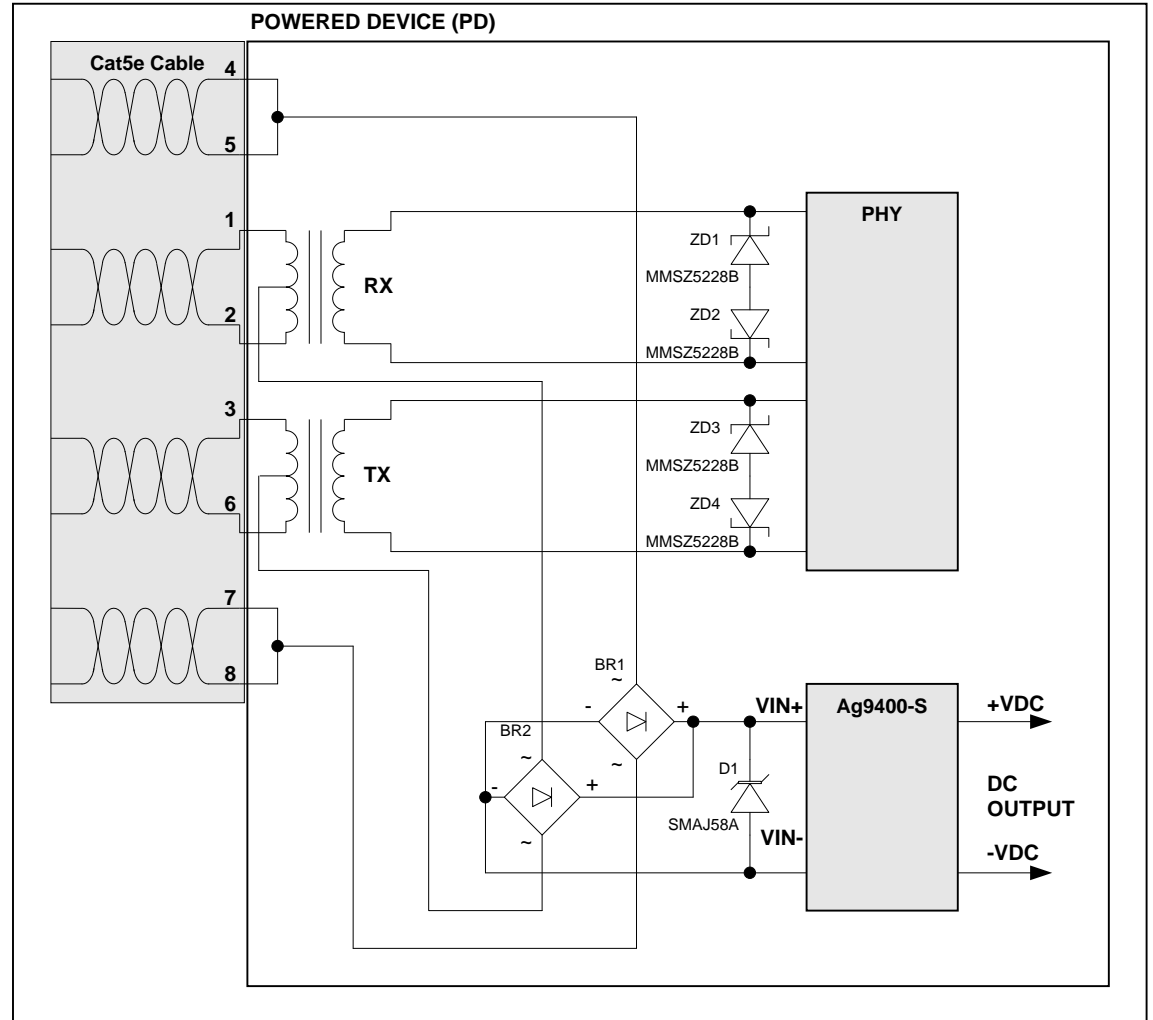 POWERED DEVICE (PD)
Cat5e Cable
4
5
1
2
3
6
7
8
RX
TX
ZD1
MMSZ5228B
ZD2
MMSZ5228B
ZD3
MMSZ5228B
ZD4
MMSZ5228B
PHY
BR1
~
-
+
~
BR2
~
-
+
~
VIN+
D1
SMAJ58A
VIN-
Ag9400-S
+VDC
DC
OUTPUT
-VDC